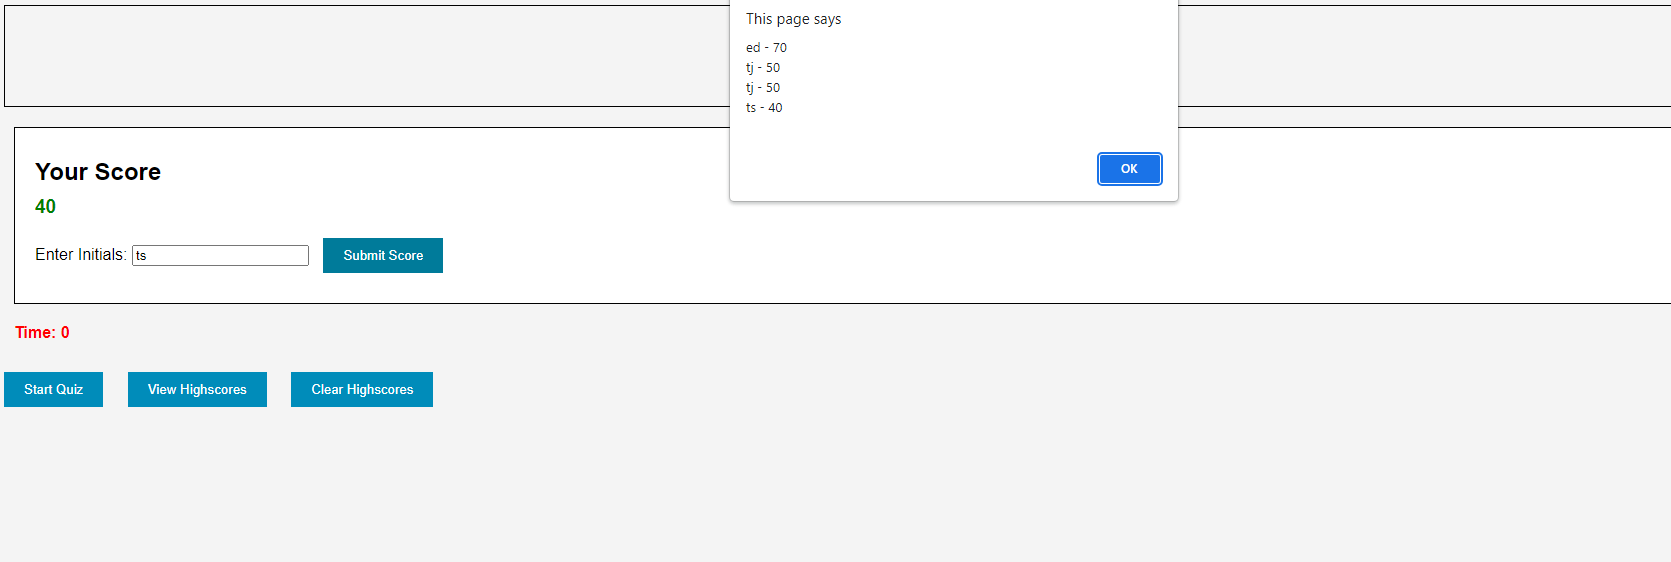 This page says
ed - 70
tj - 50
tj - 50
ts - 40
OK
Your Score
40
Enter Initials: ts Submit Score
Time: 0
Start Quiz View Highscores Clear Highscores